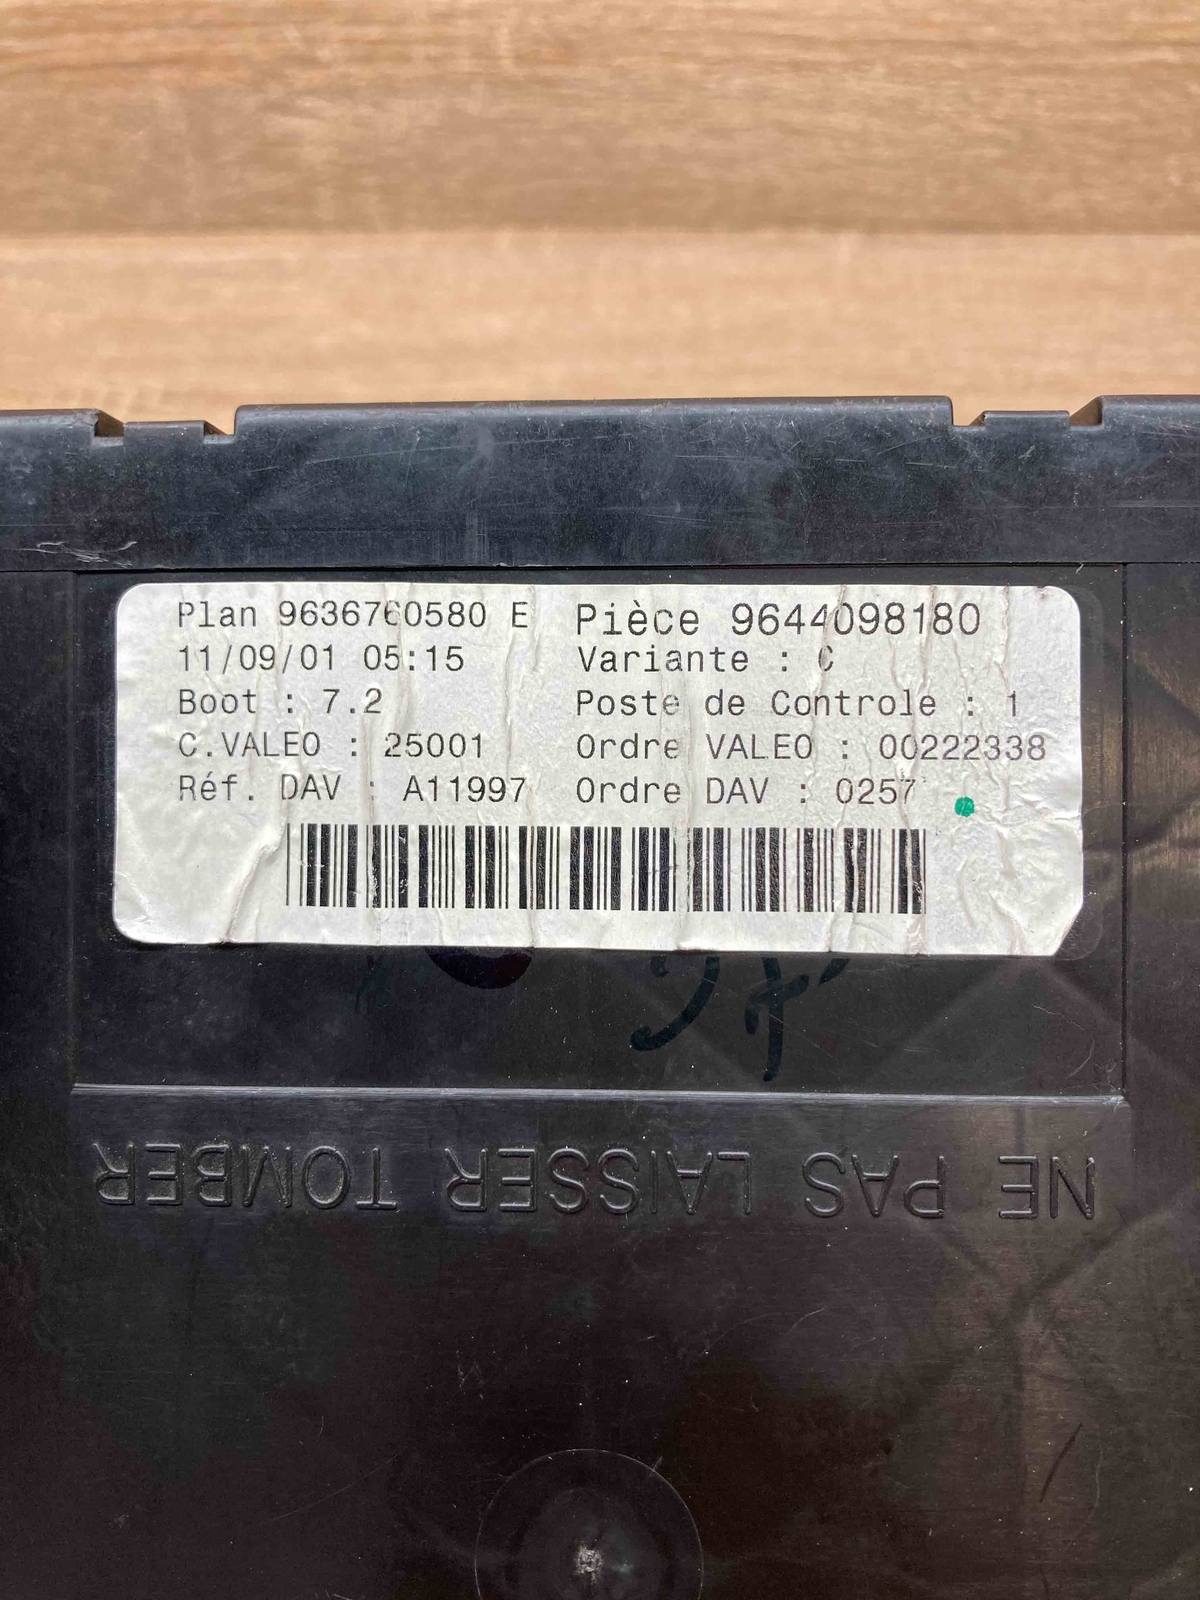 Plan 9636760580 E
Pièce 9644098180
11/09/01 05:15
Variante : C
Boot : 7.2
Poste de Controle : 1
C.VALEO : 25001
Ordre VALEO : 00222338
Réf. DAV : A11997
Ordre DAV : 0257
NE PAS LAISSER TOMBER